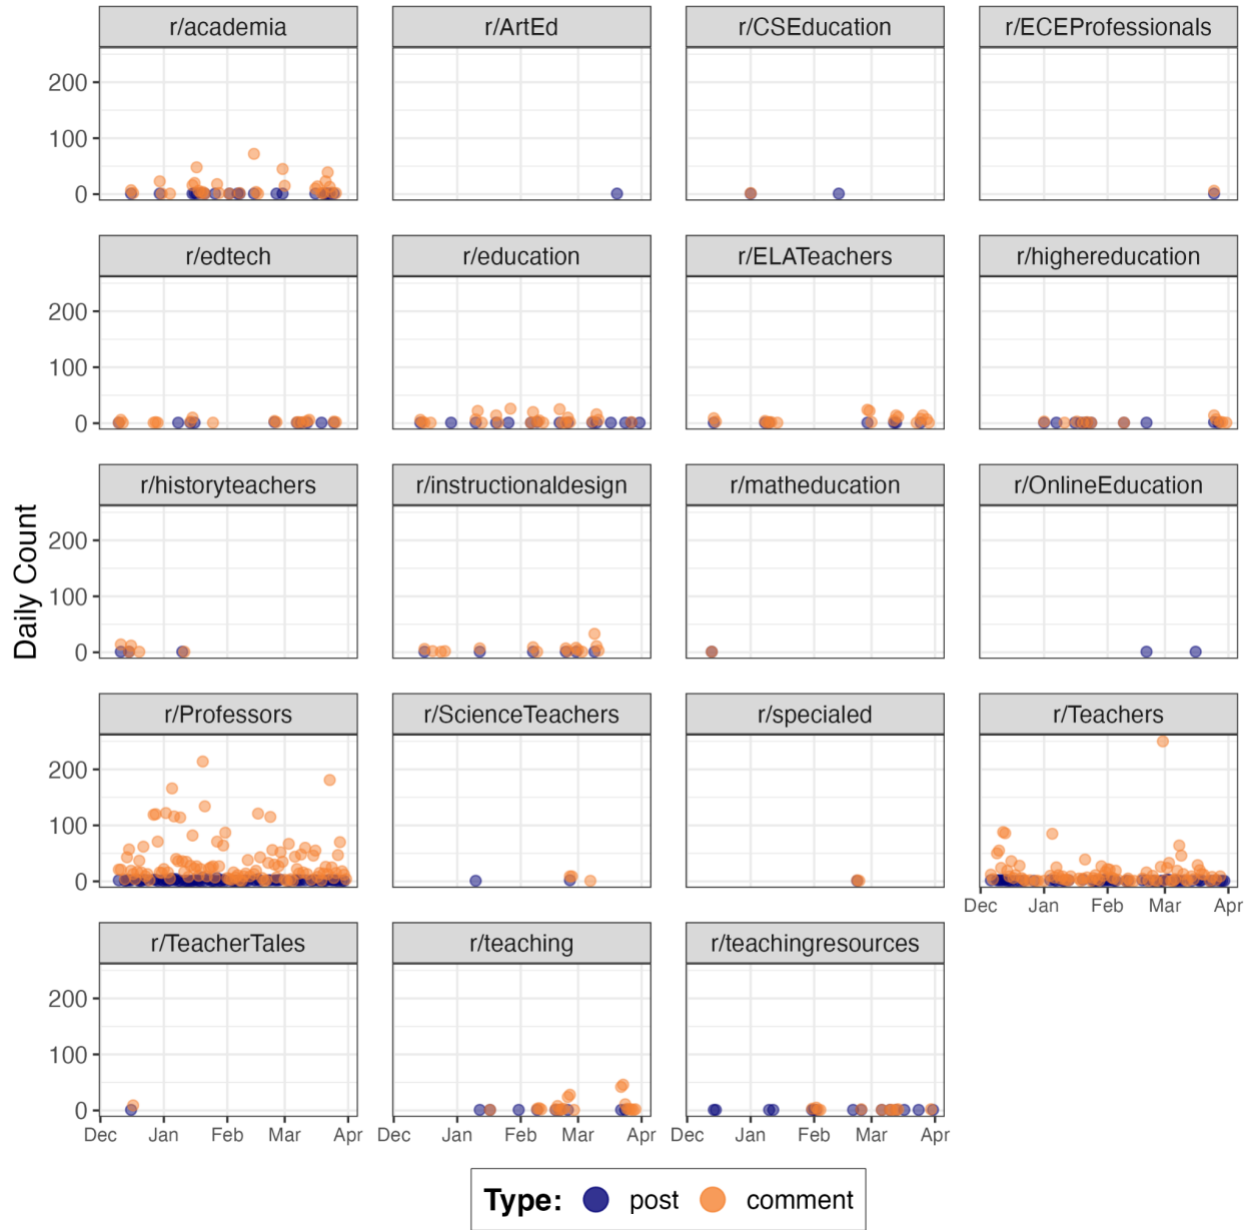 r/academia r/ArtEd r/CSEducation r/ECEProfessionals
200
100
0
r/edtech r/education r/ELATeachers r/highereducation
200
100
0
r/historyteachers r/instructionaldesign r/matheducation r/OnlineEducation
200
100
0
Daily Count
r/Professors r/ScienceTeachers r/specialed r/Teachers
200
100
0
Dec Jan Feb Mar Apr
r/TeacherTales r/teaching r/teachingresources
200
100
0
Dec Jan Feb Mar Apr Dec Jan Feb Mar Apr Dec Jan Feb Mar Apr
Type: post comment